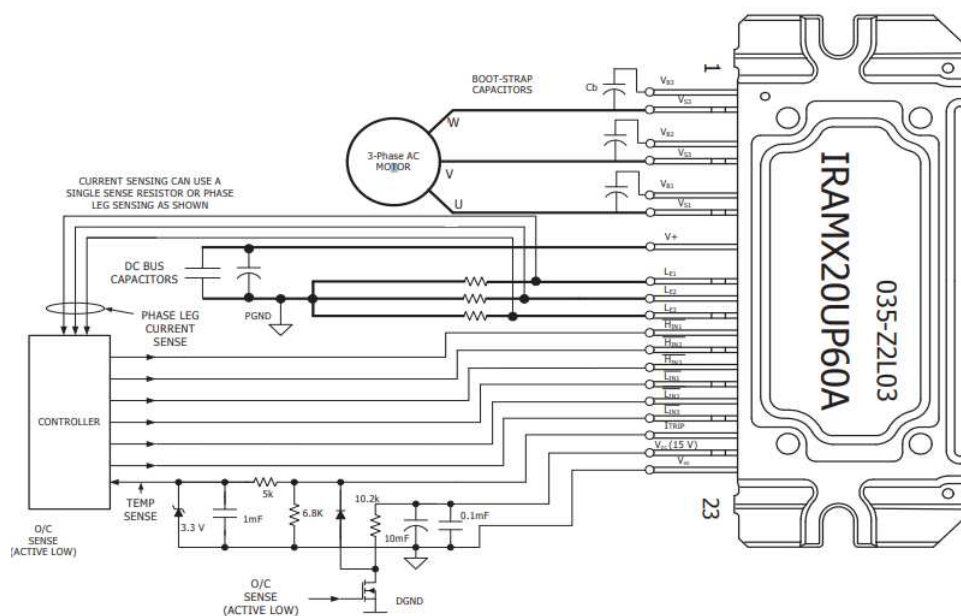 1
BOOT-STRAP
CAPACITORS
Cb
VB3
VS3
W
VB2
VS3
3-Phase AC
MOTOR
V
VB1
VS1
U
CURRENT SENSING CAN USE A
SINGLE SENSE RESISTOR OR PHASE
LEG SENSING AS SHOWN
V+
DC BUS
CAPACITORS
LE1
LE2
LE3
PGND
PHASE LEG
CURRENT
SENSE
HIN1
HIN2
HIN3
LIN1
LIN2
LIN3
ITRIP
VCC (15 V)
VSS
IRAMX20UP60A
035-Z2L03
CONTROLLER
TEMP
SENSE
5k
3.3 V
1mF
6.8K
10.2k
10mF
0.1mF
23
O/C
SENSE
(ACTIVE LOW)
O/C
SENSE
(ACTIVE LOW)
DGND